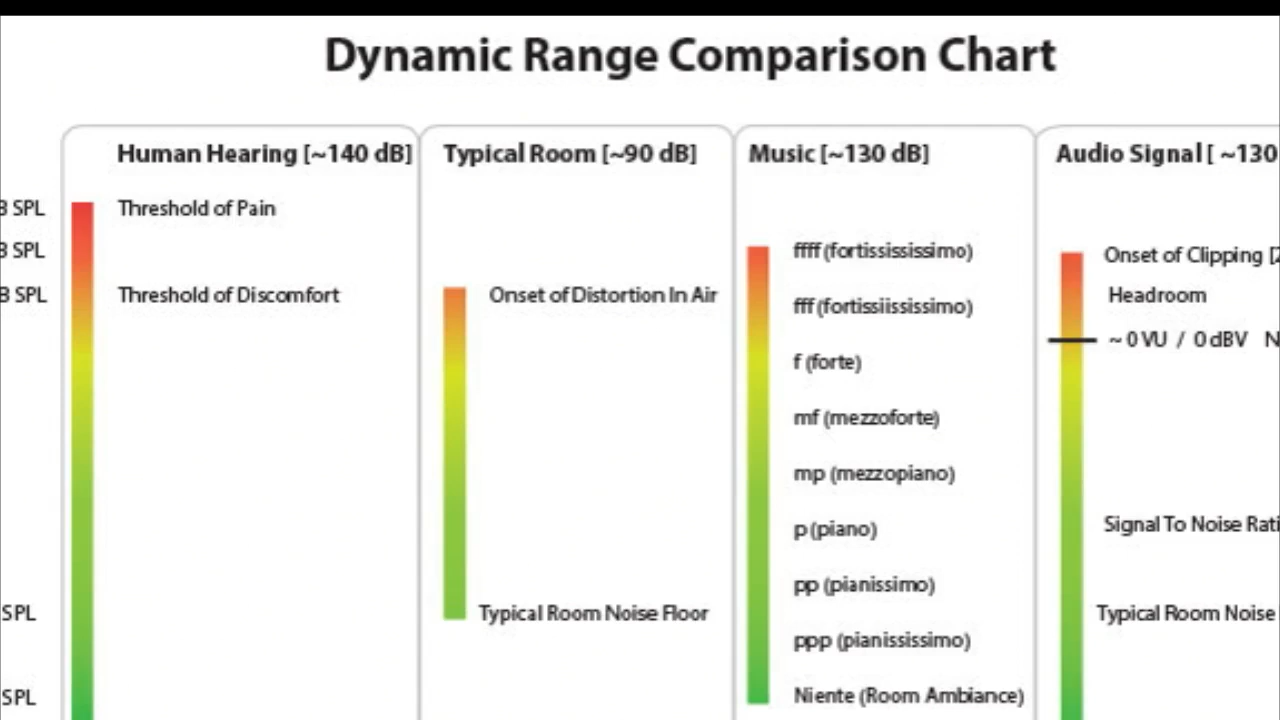 Dynamic Range Comparison Chart
Human Hearing [~140 dB]
Typical Room [~90 dB]
Music [~130 dB]
Audio Signal [ ~130
B SPL
Threshold of Pain
B SPL
ffff (fortissississimo)
Onset of Clipping [2
B SPL
Threshold of Discomfort
Onset of Distortion In Air
Headroom
fff (fortissiississimo)
~ 0 VU / 0 dBV N
f (forte)
mf (mezzoforte)
mp (mezzopiano)
p (piano)
Signal To Noise Rati
pp (pianissimo)
SPL
Typical Room Noise Floor
Typical Room Noise
ppp (pianississimo)
SPL
Niente (Room Ambiance)